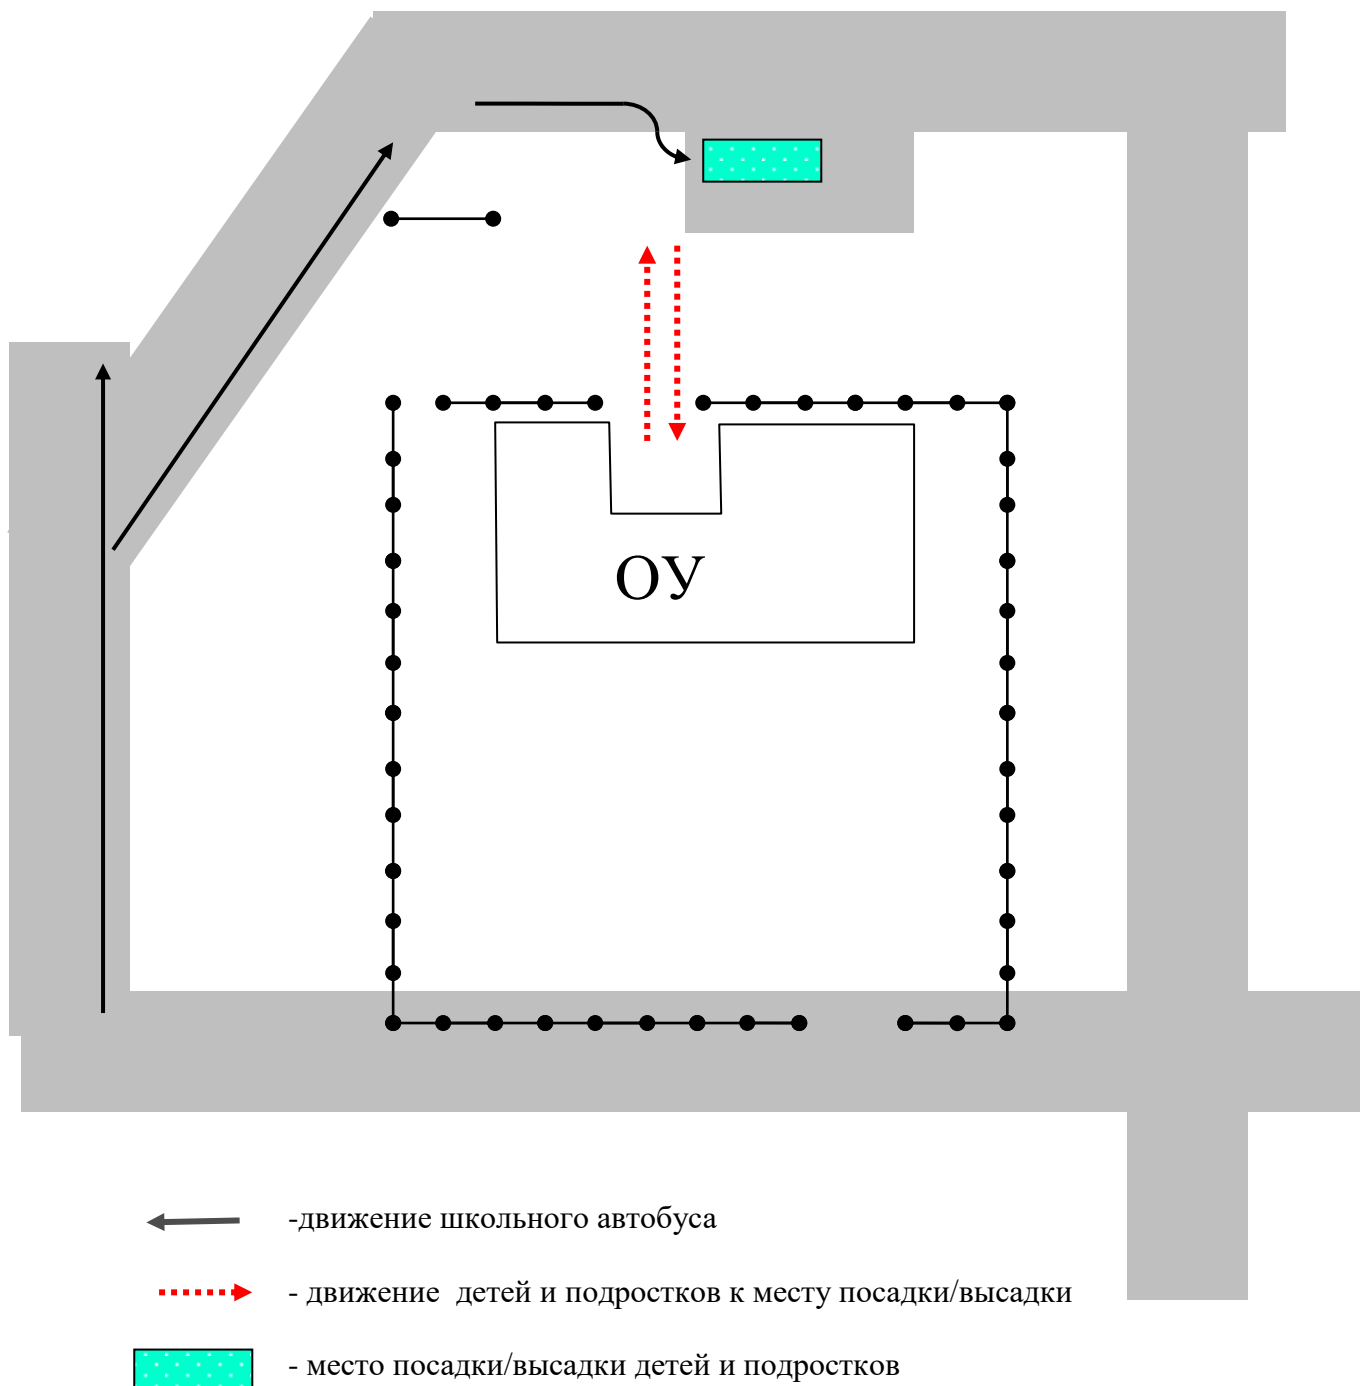 ОУ
-движение школьного автобуса
- движение  детей и подростков к месту посадки/высадки
- место посадки/высадки детей и подростков